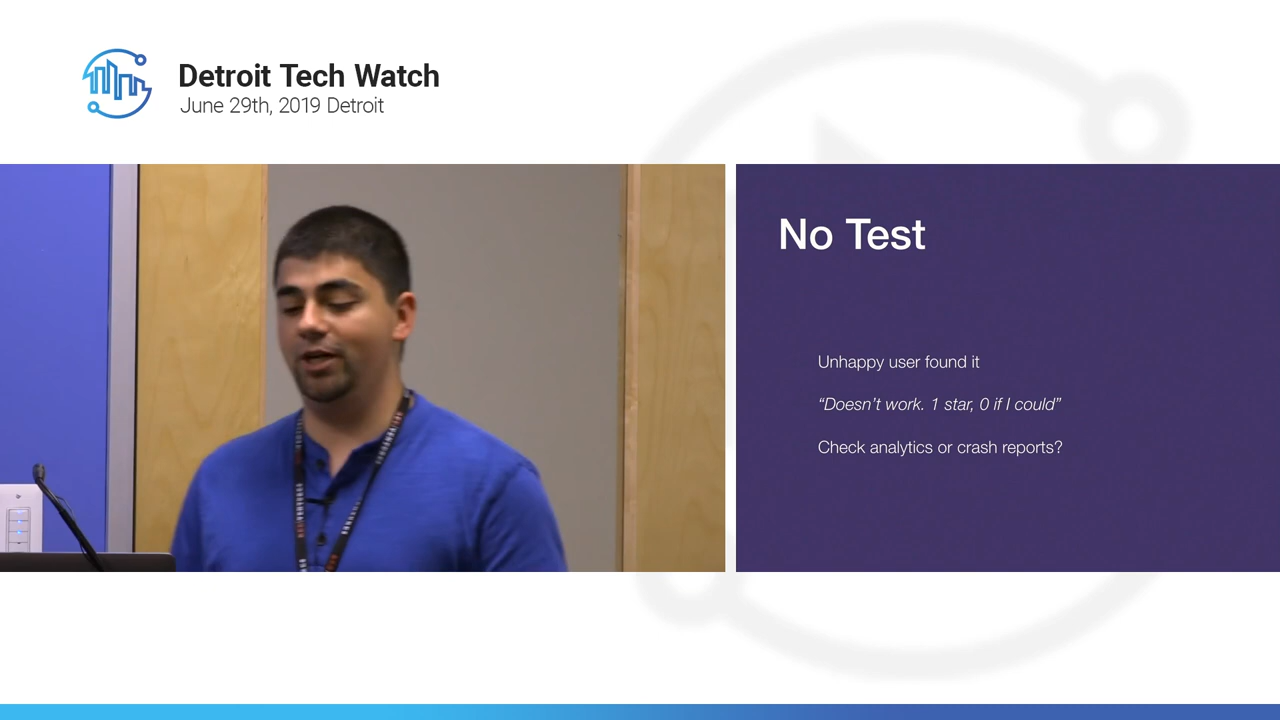 Detroit Tech Watch
June 29th, 2019 Detroit
No Test
Unhappy user found it
“Doesn’t work. 1 star, 0 if I could”
Check analytics or crash reports?